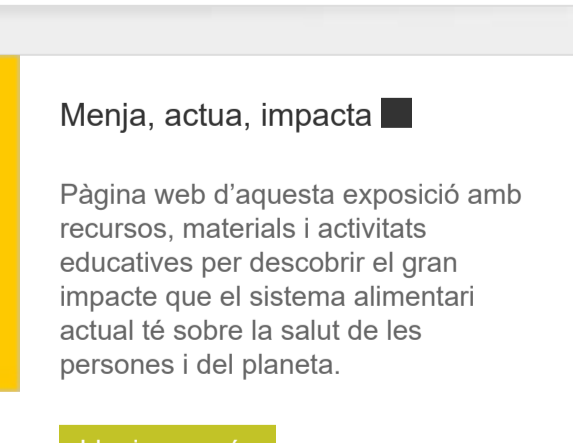 Menja, actua, impacta
Pàgina web d’aquesta exposició amb
recursos, materials i activitats
educatives per descobrir el gran
impacte que el sistema alimentari
actual té sobre la salut de les
persones i del planeta.